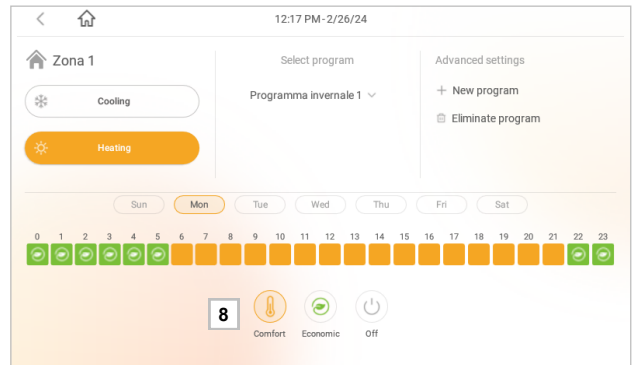 12:17 PM - 2/26/24
Zona 1
Select program
Advanced settings
Cooling
Programma invernale 1
New program
Eliminate program
Heating
Sun Mon Tue Wed Thu Fri Sat
0 1 2 3 4 5 6 7 8 9 10 11 12 13 14 15 16 17 18 19 20 21 22 23
8
Comfort Economic Off